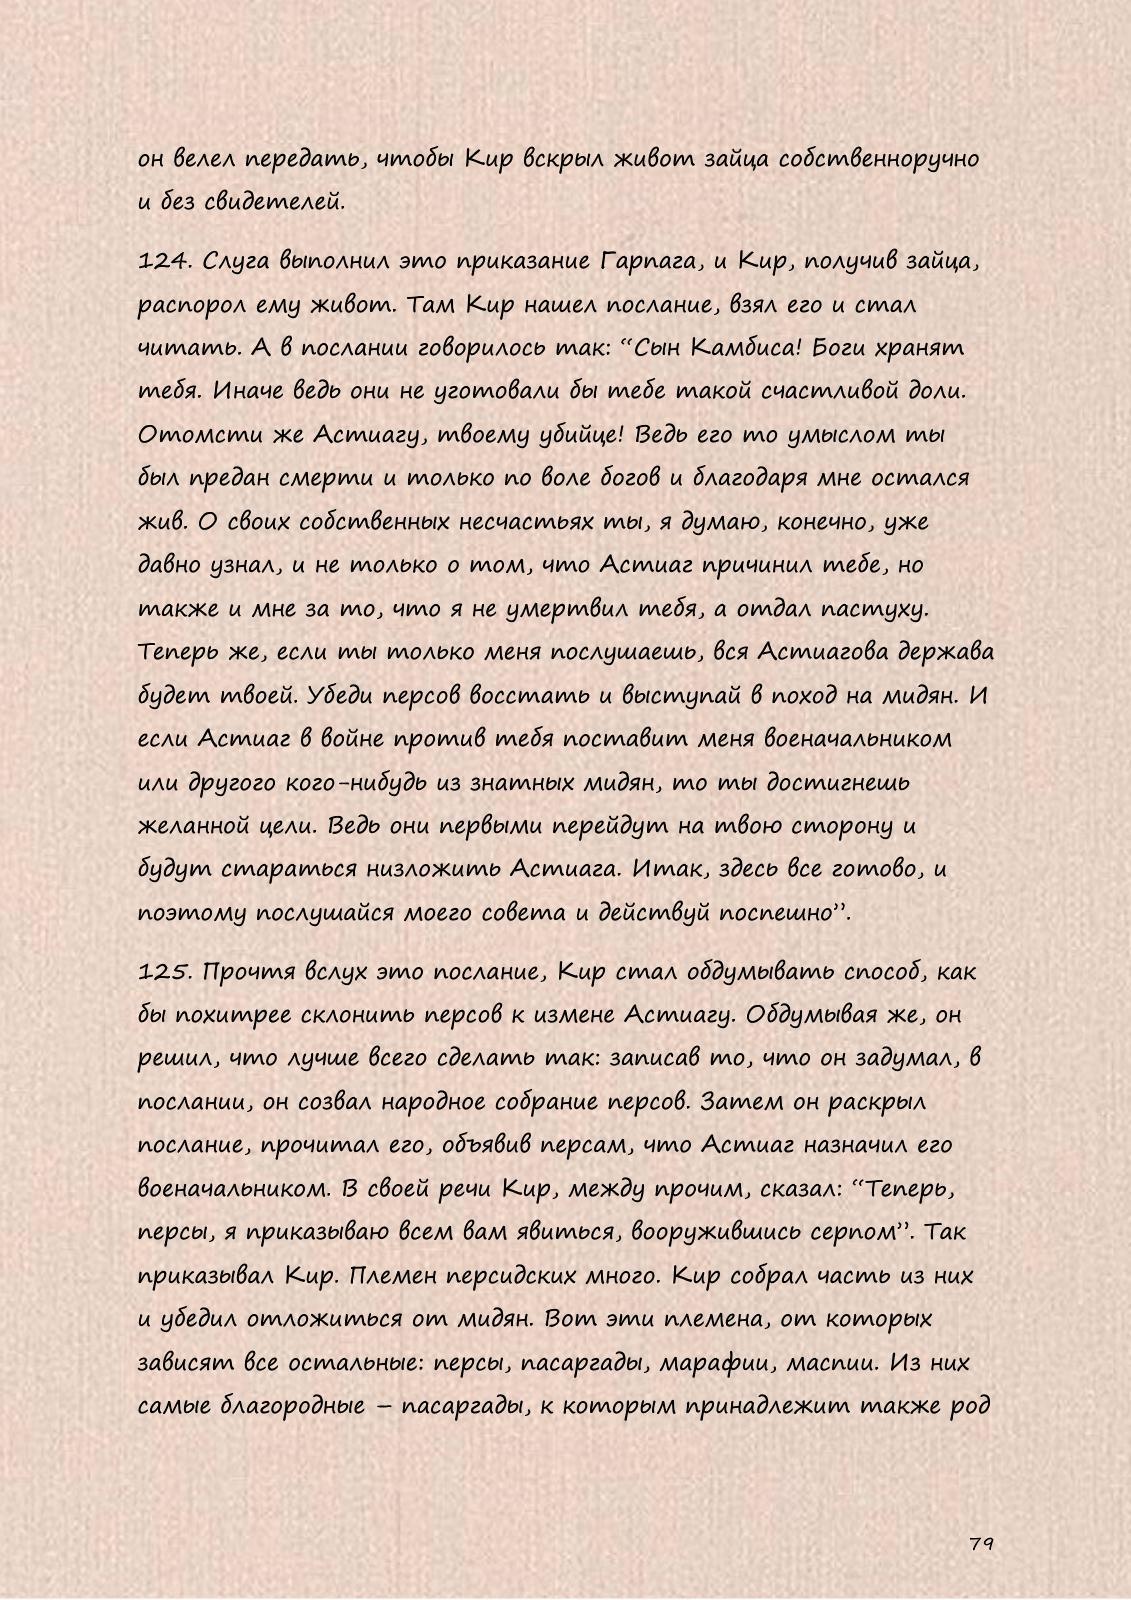 он велел передать, чтобы Кир вскрыл живот зайца собственноручно
и без свидетелей.
124. Слуга выполнил это приказание Гарпага, и Кир, получив зайца,
распорол ему живот. Там Кир нашел послание, взял его и стал
читать. А в послании говорилось так: “Сын Камбиса! Боги хранят
тебя. Иначе ведь они не уготовали бы тебе такой счастливой доли.
Отомсти же Астиагу, твоему убийце! Ведь его то умыслом ты
был предан смерти и только по воле богов и благодаря мне остался
жив. О своих собственных несчастьях ты, я думаю, конечно, уже
давно узнал, и не только о том, что Астиаг причинил тебе, но
также и мне за то, что я не умертвил тебя, а отдал пастуху.
Теперь же, если ты только меня послушаешь, вся Астиагова держава
будет твоей. Убеди персов восстать и выступай в поход на мидян. И
если Астиаг в войне против тебя поставит меня военачальником
или другого кого-нибудь из знатных мидян, то ты достигнешь
желанной цели. Ведь они первыми перейдут на твою сторону и
будут стараться низложить Астиага. Итак, здесь все готово, и
поэтому послушайся моего совета и действуй поспешно”.
125. Прочтя вслух это послание, Кир стал обдумывать способ, как
бы похитрее склонить персов к измене Астиагу. Обдумывая же, он
решил, что лучше всего сделать так: записав то, что он задумал, в
послании, он созвал народное собрание персов. Затем он раскрыл
послание, прочитал его, объявив персам, что Астиаг назначил его
военачальником. В своей речи Кир, между прочим, сказал: “Теперь,
персы, я приказываю всем вам явиться, вооружившись серпом”. Так
приказывал Кир. Племен персидских много. Кир собрал часть из них
и убедил отложиться от мидян. Вот эти племена, от которых
зависят все остальные: персы, пасаргады, марафии, маспии. Из них
самые благородные – пасаргады, к которым принадлежит также род
79